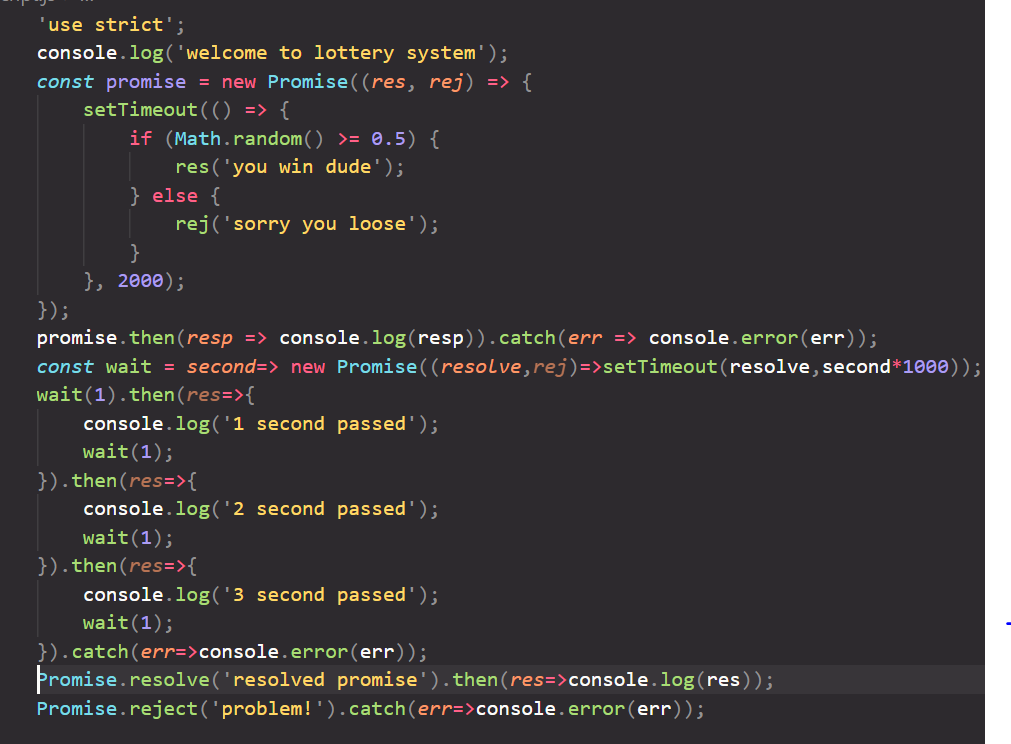 'use strict';
console.log('welcome to lottery system');
const promise = new Promise((res, rej) => {
    setTimeout(() => {
        if (Math.random() >= 0.5) {
            res('you win dude');
        } else {
            rej('sorry you loose');
        }
    }, 2000);
});
promise.then(resp => console.log(resp)).catch(err => console.error(err));
const wait = second=> new Promise((resolve,rej)=>setTimeout(resolve,second*1000));
wait(1).then(res=>{
    console.log('1 second passed');
    wait(1);
}).then(res=>{
    console.log('2 second passed');
    wait(1);
}).then(res=>{
    console.log('3 second passed');
    wait(1);
}).catch(err=>console.error(err));
Promise.resolve('resolved promise').then(res=>console.log(res));
Promise.reject('problem!').catch(err=>console.error(err));